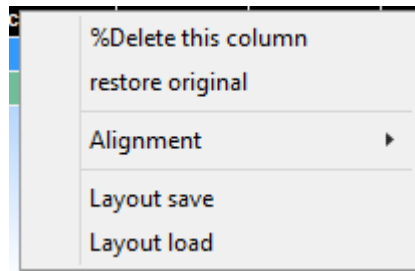 %Delete this column
restore original
Alignment
Layout save
Layout load